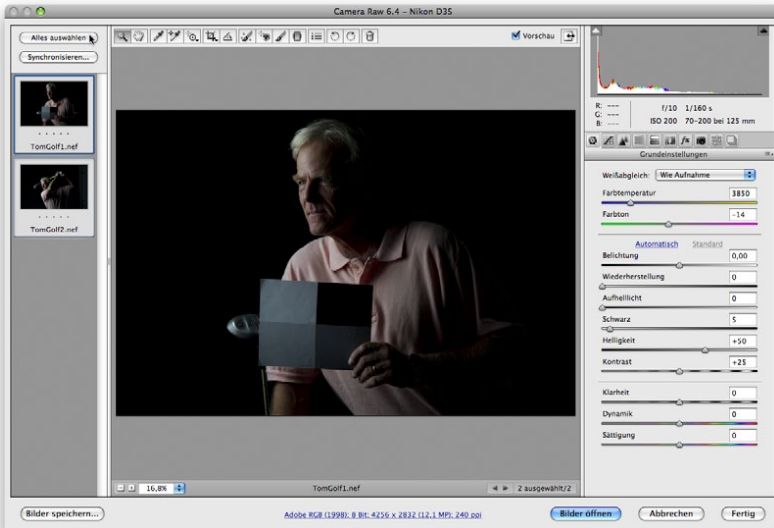 Camera Raw 6.4 – Nikon D3S
Alles auswählen
Synchronisieren...
TomGolf1.nef
TomGolf2.nef
Vorschau
R: ---
G: ---
B: ---
f/10 1/160 s
ISO 200 70-200 bei 125 mm
Grundeinstellungen
Weißabgleich: Wie Aufnahme
Farbtemperatur 3850
Farbton -14
Automatisch Standard
Belichtung 0,00
Wiederherstellung 0
Aufhelllicht 0
Schwarz 5
Helligkeit +50
Kontrast +25
Klarheit 0
Dynamik 0
Sättigung 0
16,8% TomGolf1.nef 2 ausgewählt/2
Bilder speichern... Adobe RGB (1998); 8 Bit; 4256 x 2832 (12,1 MP); 240 ppi Bilder öffnen Abbrechen Fertig